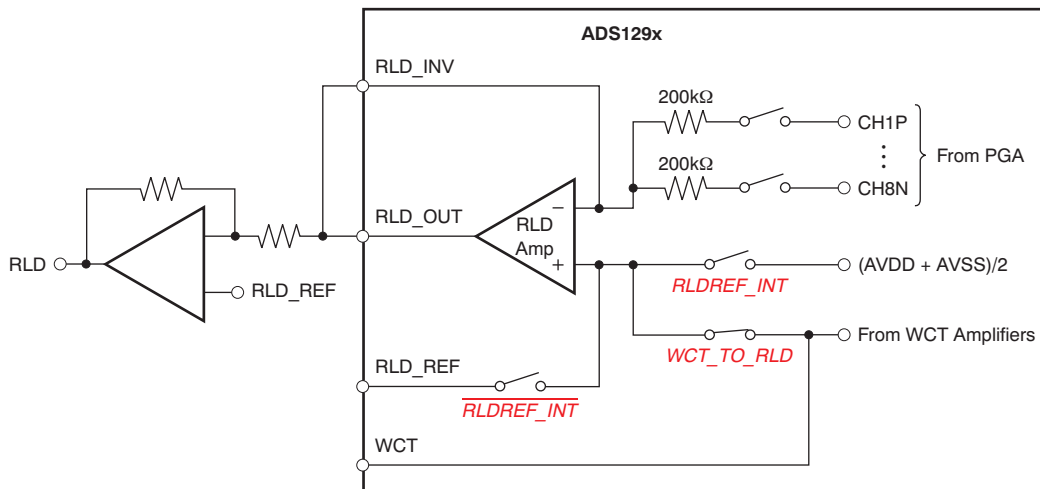 ADS129x
RLD_INV
200kΩ
CH1P
⋮
From PGA
200kΩ
CH8N
RLD_OUT
−
RLD
Amp
+
RLD
RLD_REF
(AVDD + AVSS)/2
RLDREF_INT
From WCT Amplifiers
WCT_TO_RLD
RLD_REF
RLDREF_INT
WCT